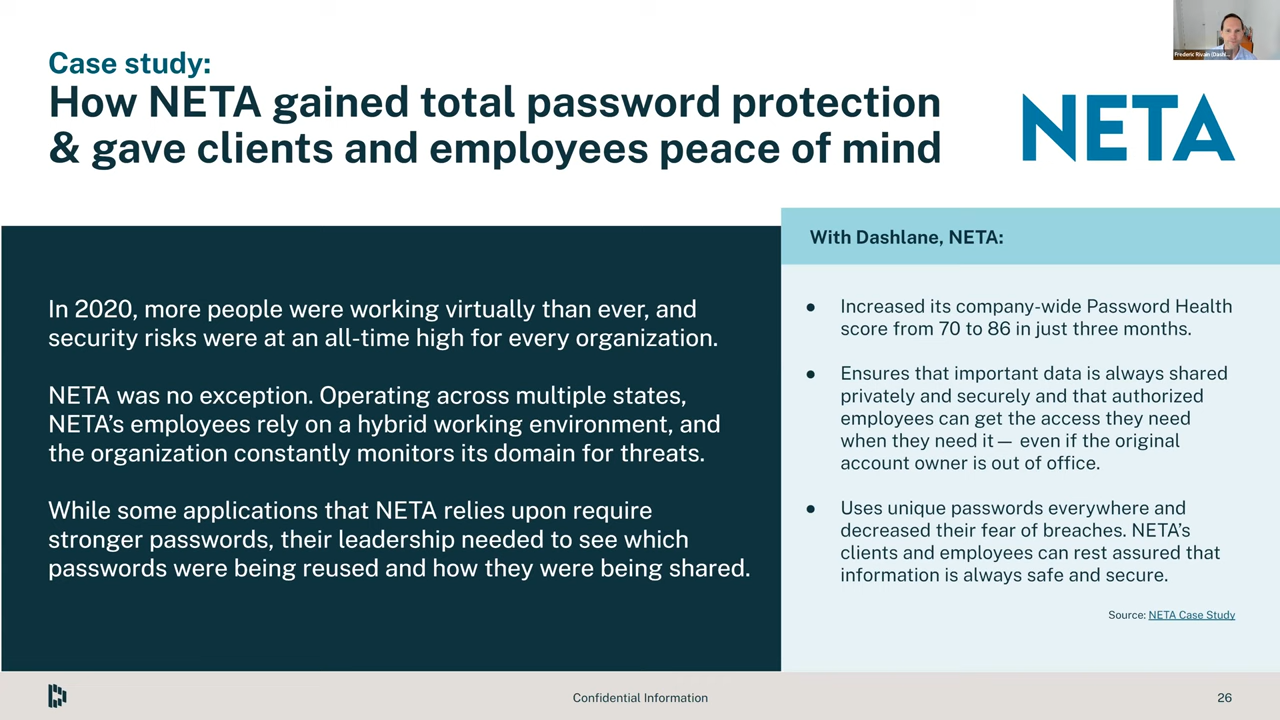 Case study:
How NETA gained total password protection
& gave clients and employees peace of mind
Frederic Rivain (Dashl...
NETA
In 2020, more people were working virtually than ever, and
security risks were at an all-time high for every organization.
NETA was no exception. Operating across multiple states,
NETA’s employees rely on a hybrid working environment, and
the organization constantly monitors its domain for threats.
While some applications that NETA relies upon require
stronger passwords, their leadership needed to see which
passwords were being reused and how they were being shared.
With Dashlane, NETA:
● Increased its company-wide Password Health
score from 70 to 86 in just three months.
● Ensures that important data is always shared
privately and securely and that authorized
employees can get the access they need
when they need it— even if the original
account owner is out of office.
● Uses unique passwords everywhere and
decreased their fear of breaches. NETA’s
clients and employees can rest assured that
information is always safe and secure.
Source: NETA Case Study
Confidential Information
26